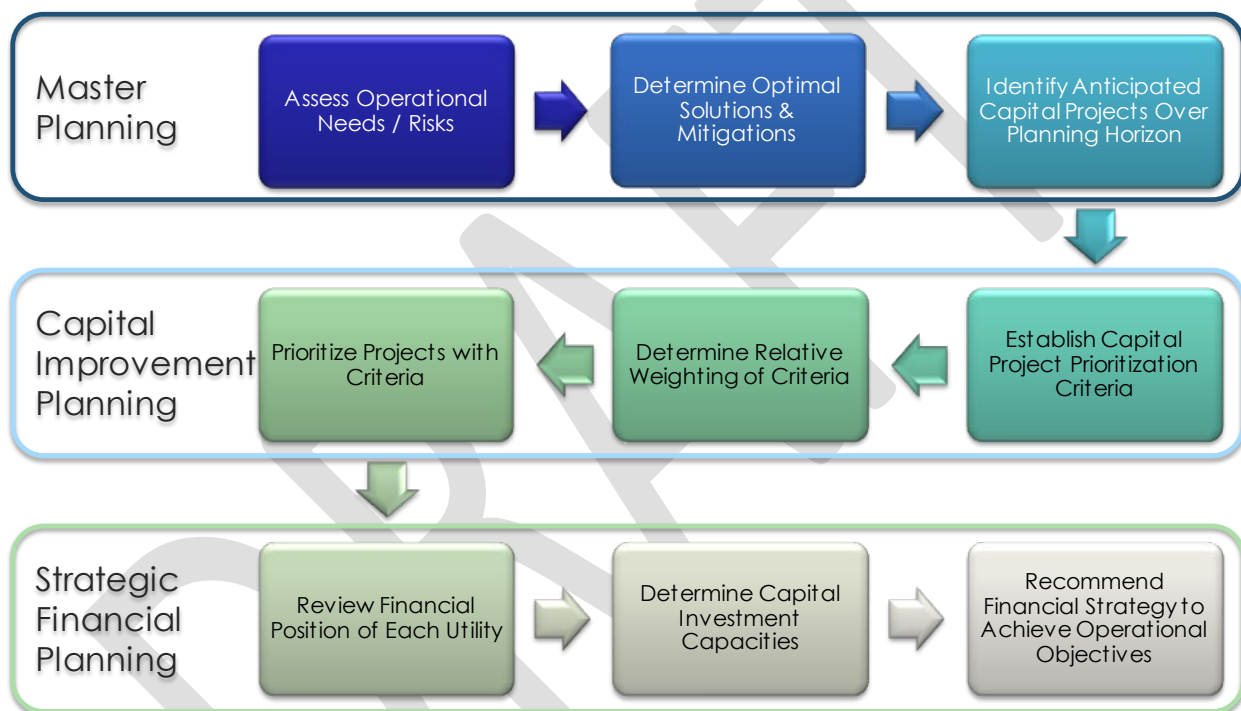 Master
Planning
Assess Operational
Needs / Risks
Determine Optimal
Solutions &
Mitigations
Identify Anticipated
Capital Projects Over
Planning Horizon
Capital
Improvement
Planning
Prioritize Projects with
Criteria
Determine Relative
Weighting of Criteria
Establish Capital
Project Prioritization
Criteria
Strategic
Financial
Planning
Review Financial
Position of Each Utility
Determine Capital
Investment
Capacities
Recommend
Financial Strategy to
Achieve Operational
Objectives
DRAFT